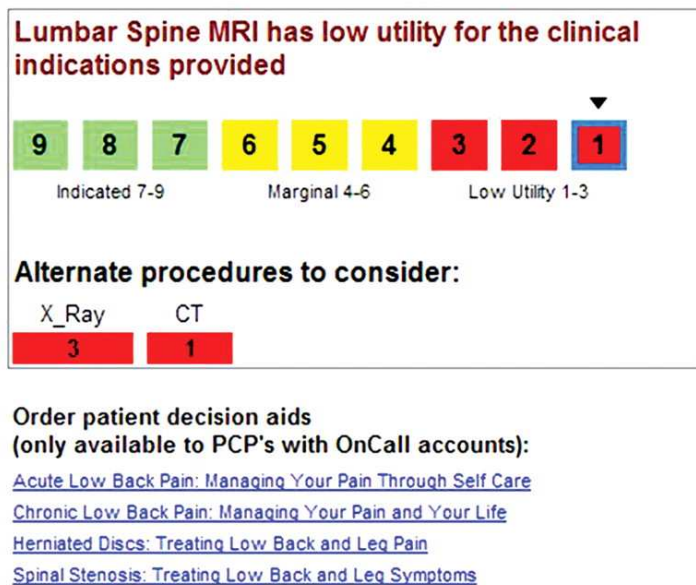 Lumbar Spine MRI has low utility for the clinical
indications provided
9 8 7 6 5 4 3 2 1
Indicated 7-9 Marginal 4-6 Low Utility 1-3
Alternate procedures to consider:
X_Ray CT
3 1
Order patient decision aids
(only available to PCP's with OnCall accounts):
Acute Low Back Pain: Managing Your Pain Through Self Care
Chronic Low Back Pain: Managing Your Pain and Your Life
Herniated Discs: Treating Low Back and Leg Pain
Spinal Stenosis: Treating Low Back and Leg Symptoms